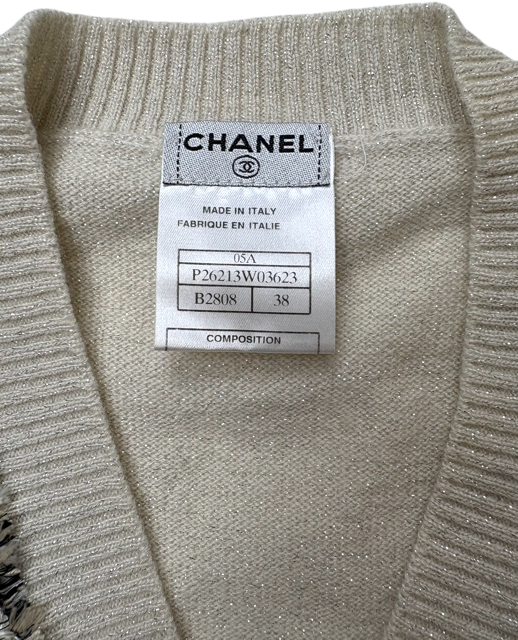 CHANEL
MADE IN ITALY
FABRIQUE EN ITALIE
05A
P26213W03623
B2808 38
COMPOSITION